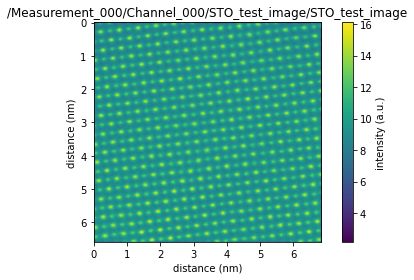 /Measurement_000/Channel_000/STO_test_image/STO_test_image
0
1
2
3
4
5
6
distance (nm)
0 1 2 3 4 5 6
distance (nm)
16
14
12
10
8
6
4
intensity (a.u.)